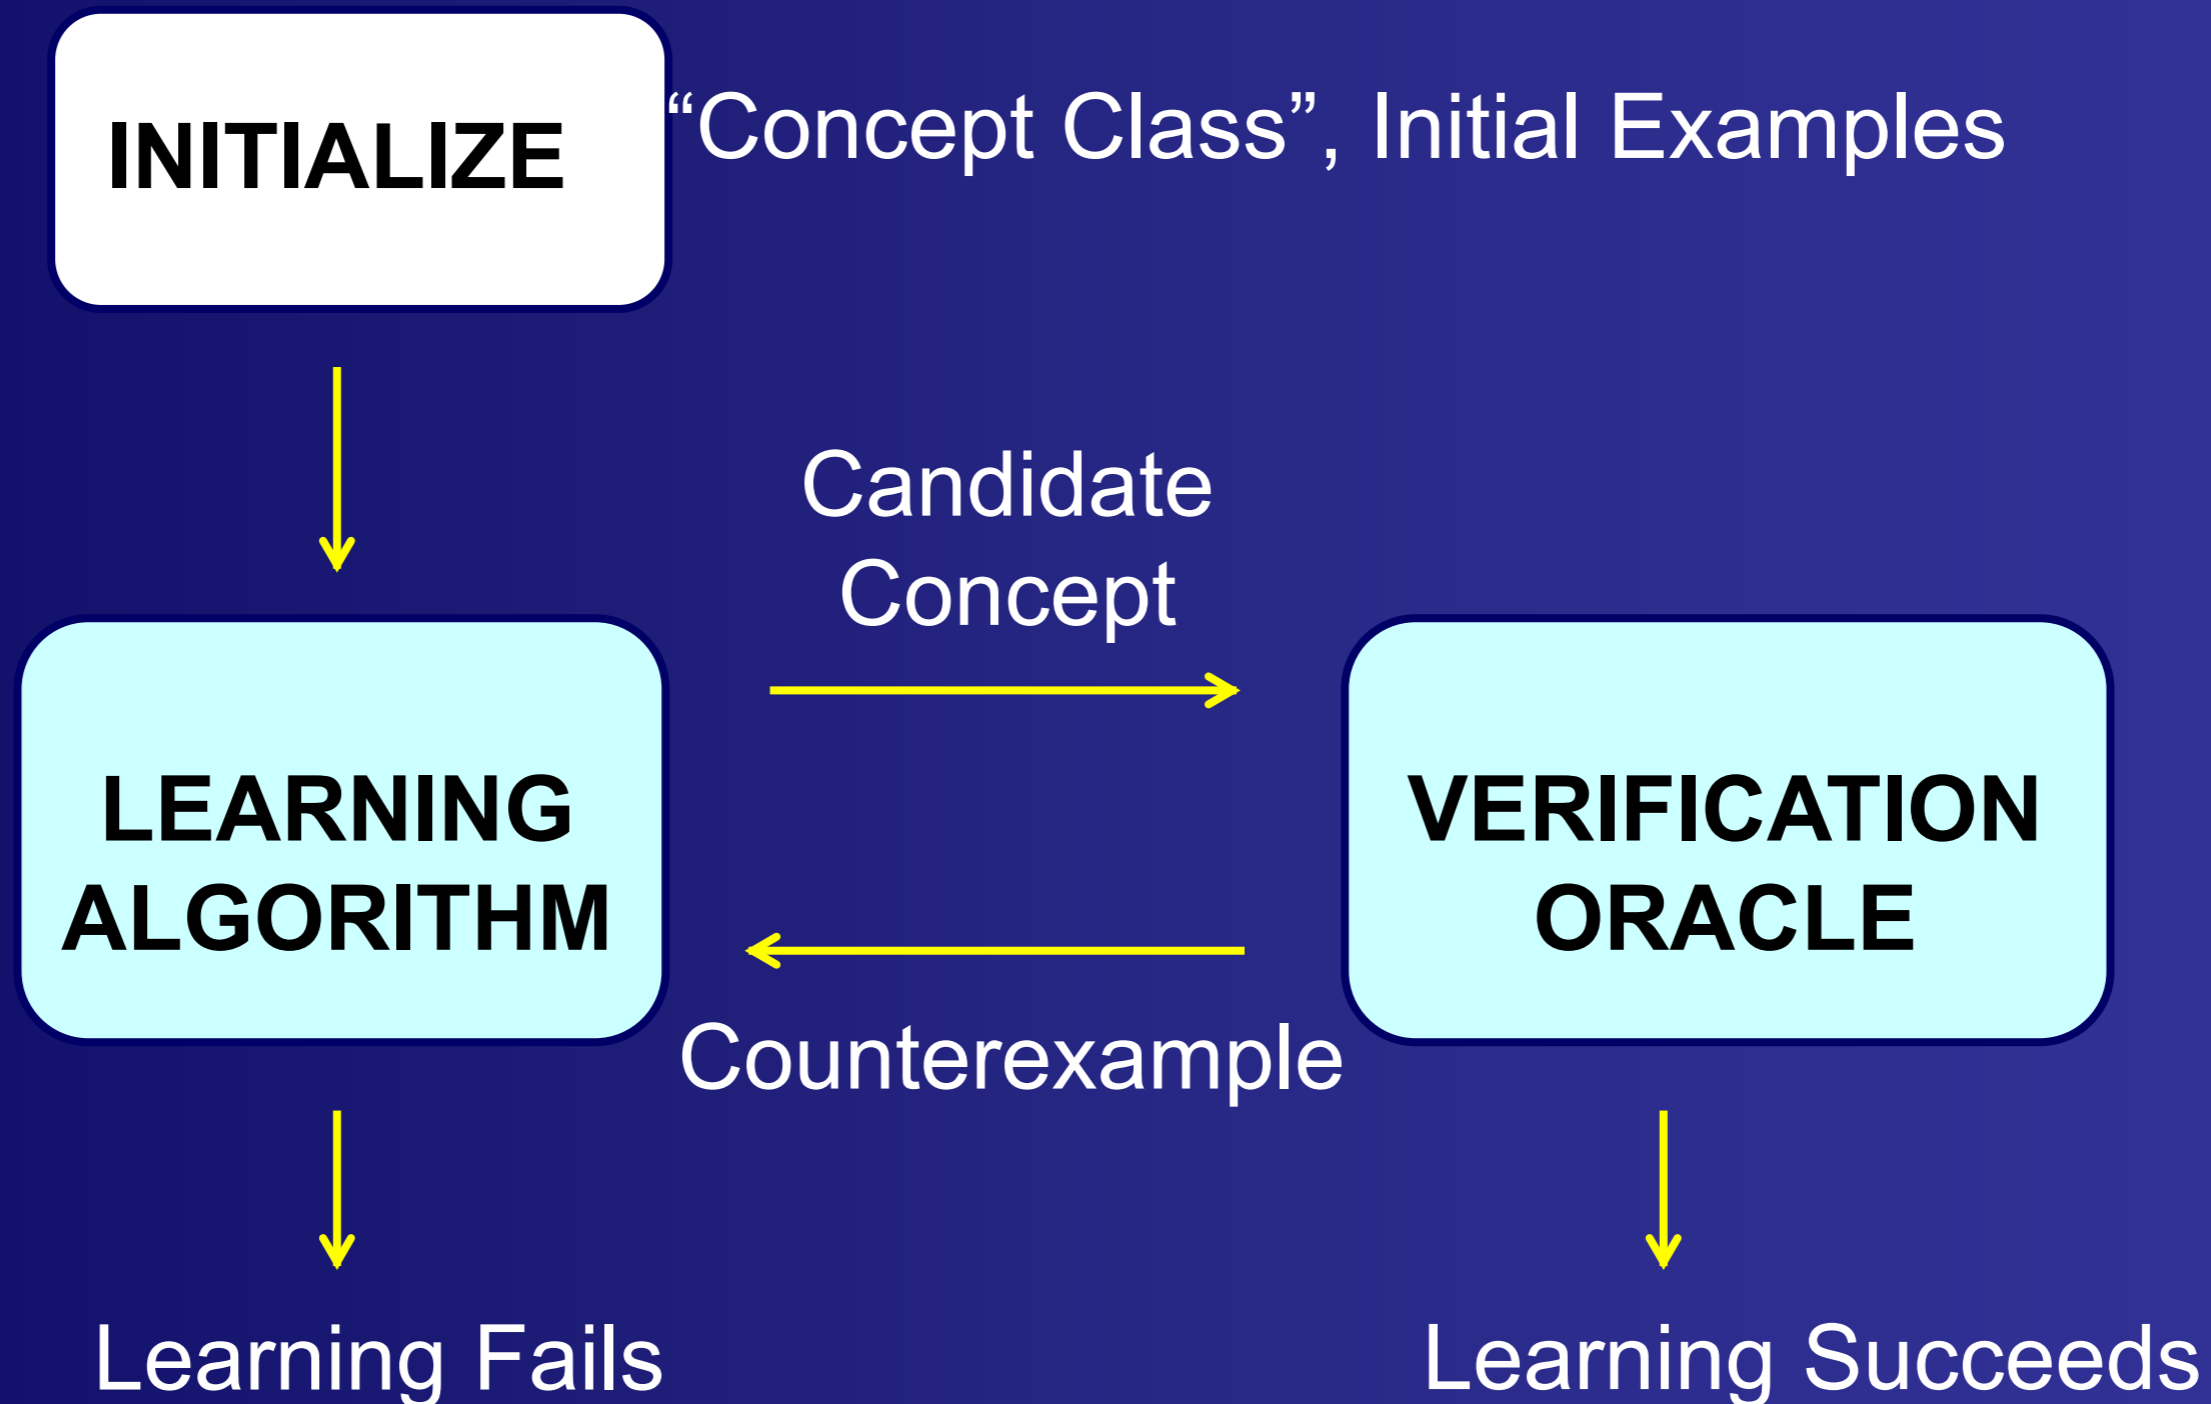 INITIALIZE
“Concept Class”, Initial Examples
Candidate
Concept
LEARNING
ALGORITHM
VERIFICATION
ORACLE
Counterexample
Learning Fails
Learning Succeeds